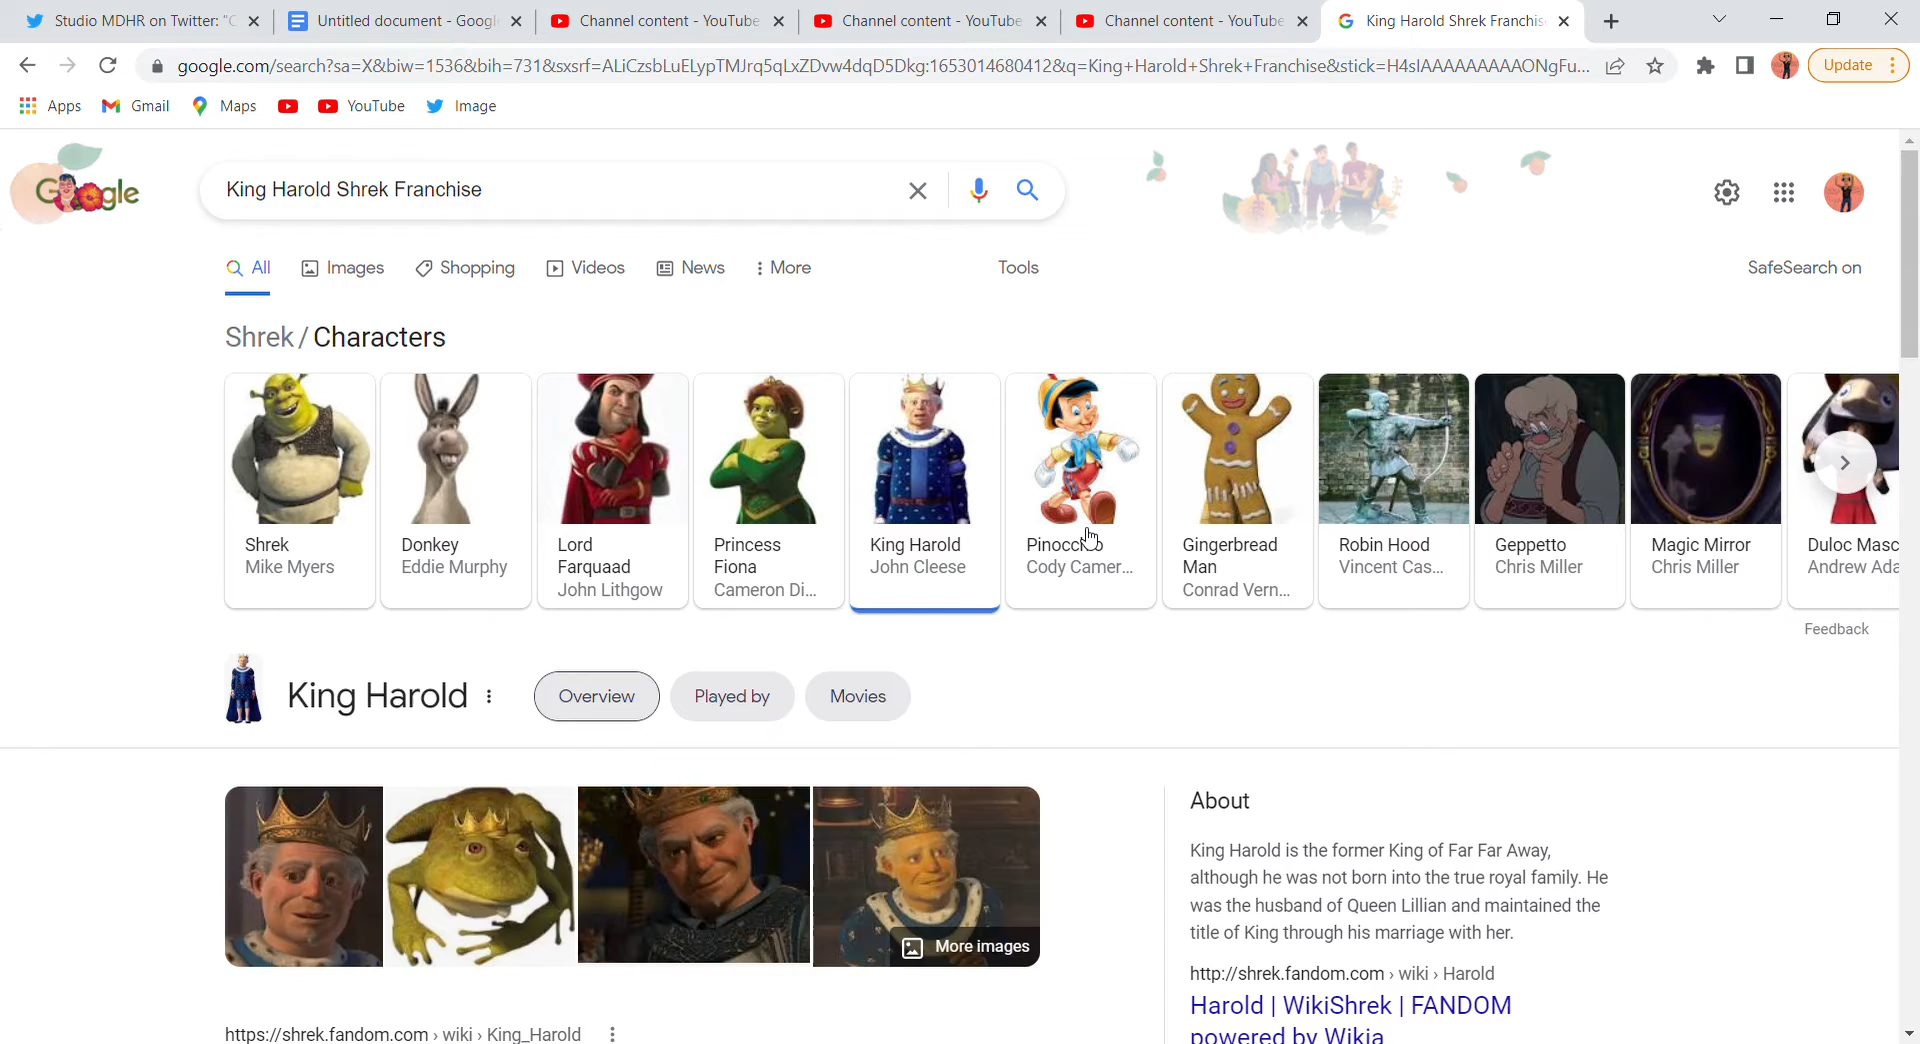 Studio MDHR on Twitter: "C
Untitled document - Googl
Channel content - YouTube
Channel content - YouTube
Channel content - YouTube
King Harold Shrek Franchis
google.com/search?sa=X&biw=1536&bih=731&sxsrf=ALiCzsbLuELypTMJrq5qLxZDvw4dqD5Dkg:1653014680412&q=King+Harold+Shrek+Franchise&stick=H4sIAAAAAAAAAONgFu...
Update
Apps
Gmail
Maps
YouTube
Image
Google
King Harold Shrek Franchise
All
Images
Shopping
Videos
News
More
Tools
SafeSearch on
Shrek / Characters
Shrek
Mike Myers
Donkey
Eddie Murphy
Lord
Farquaad
John Lithgow
Princess
Fiona
Cameron Di...
King Harold
John Cleese
Pinocchio
Cody Camer...
Gingerbread
Man
Conrad Vern...
Robin Hood
Vincent Cas...
Geppetto
Chris Miller
Magic Mirror
Chris Miller
Duloc Masc
Andrew Ada
Feedback
King Harold
Overview
Played by
Movies
More images
About
King Harold is the former King of Far Far Away,
although he was not born into the true royal family. He
was the husband of Queen Lillian and maintained the
title of King through his marriage with her.
http://shrek.fandom.com › wiki › Harold
Harold | WikiShrek | FANDOM
powered by Wikia
https://shrek.fandom.com › wiki › King_Harold